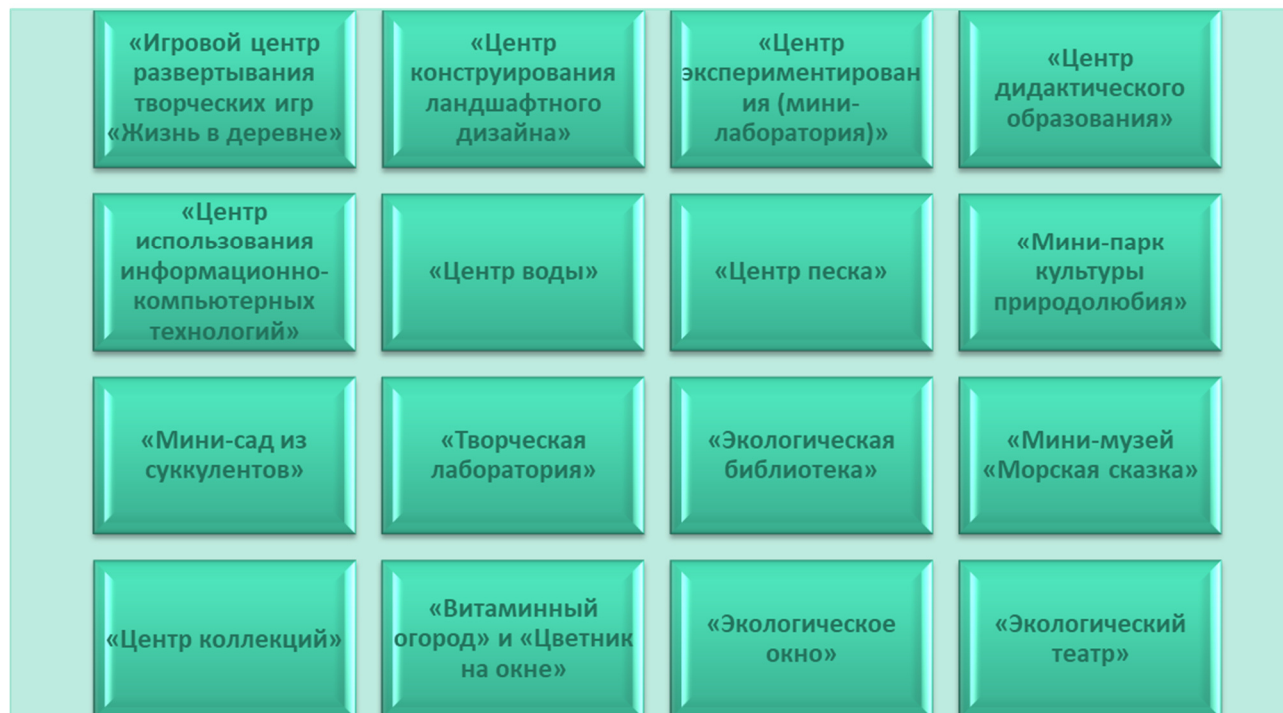 «Игровой центр
развертывания
творческих игр
«Жизнь в деревне»
«Центр
конструирования
ландшафтного
дизайна»
«Центр
экспериментирован
ия (мини-
лаборатория)»
«Центр
дидактического
образования»
«Центр
использования
информационно-
компьютерных
технологий»
«Центр воды»
«Центр песка»
«Мини-парк
культуры
природолюбия»
«Мини-сад из
суккулентов»
«Творческая
лаборатория»
«Экологическая
библиотека»
«Мини-музей
«Морская сказка»
«Центр коллекций»
«Витаминный
огород» и «Цветник
на окне»
«Экологическое
окно»
«Экологический
театр»